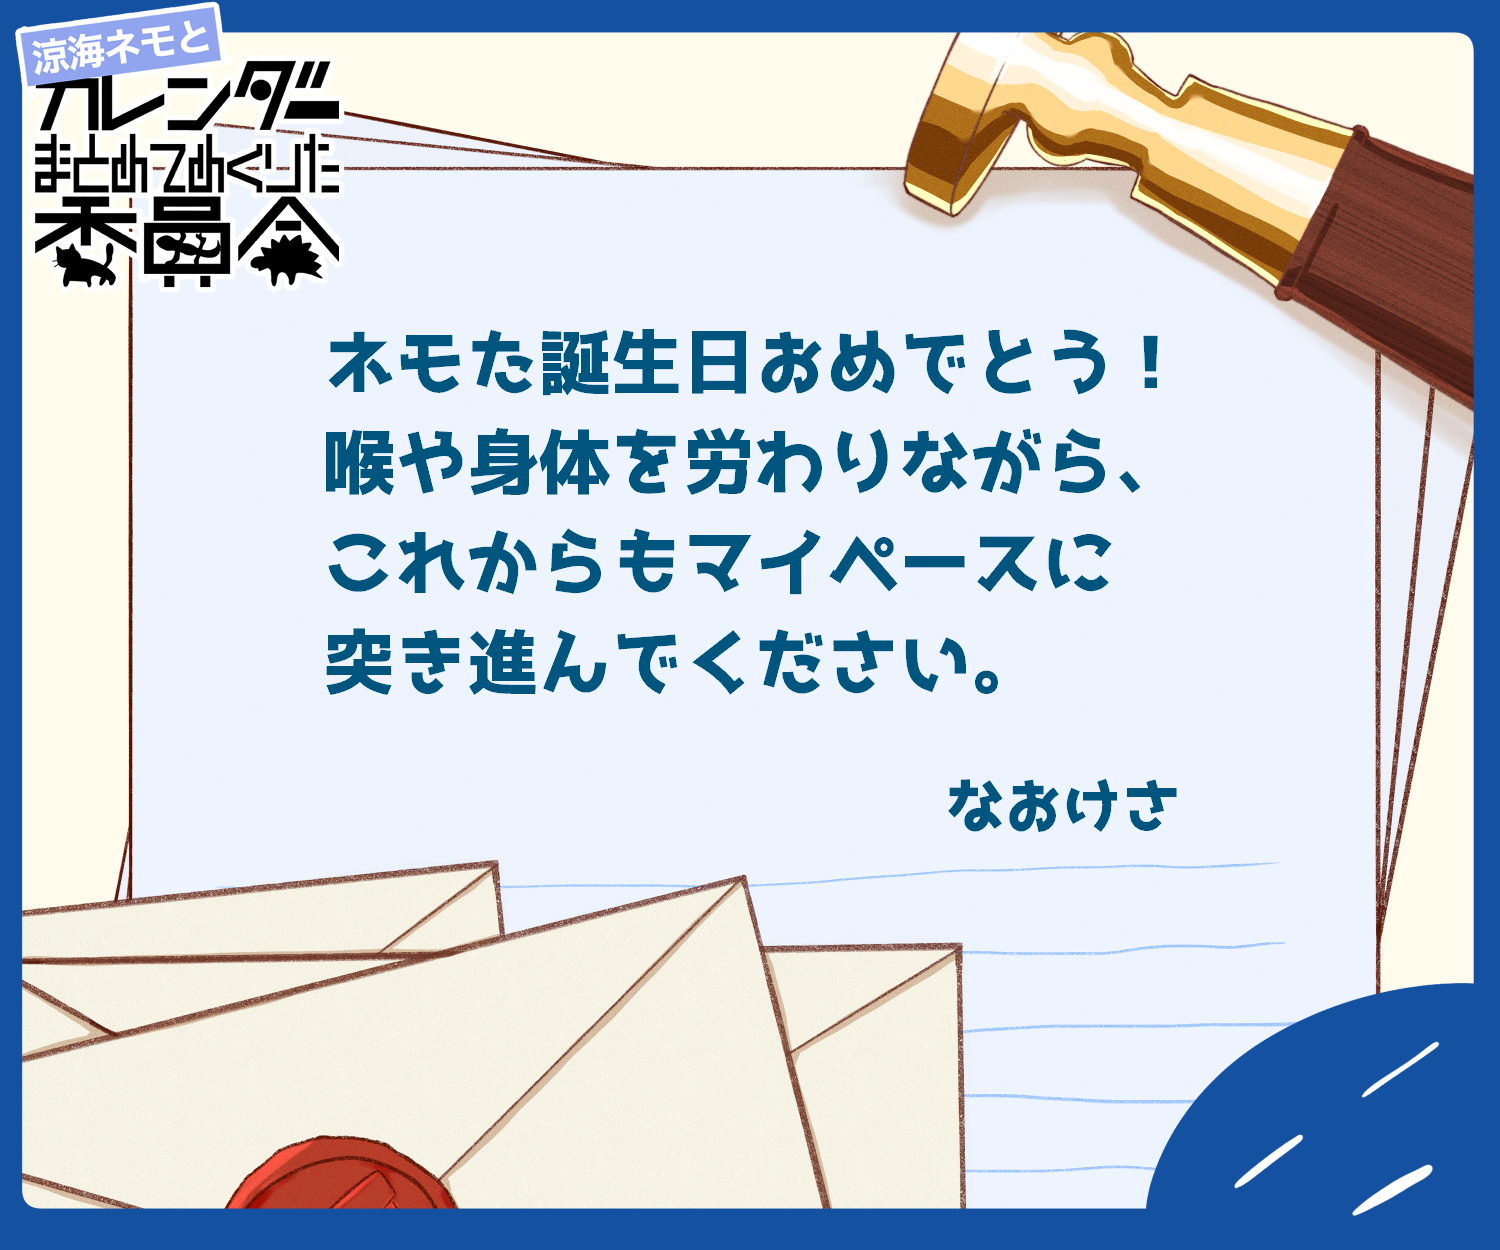 涼海ネモと
カレンダー
まとめてめくりた
委員会
ネモた誕生日おめでとう！
喉や身体を労わりながら、
これからもマイペースに
突き進んでください。
なおけさ